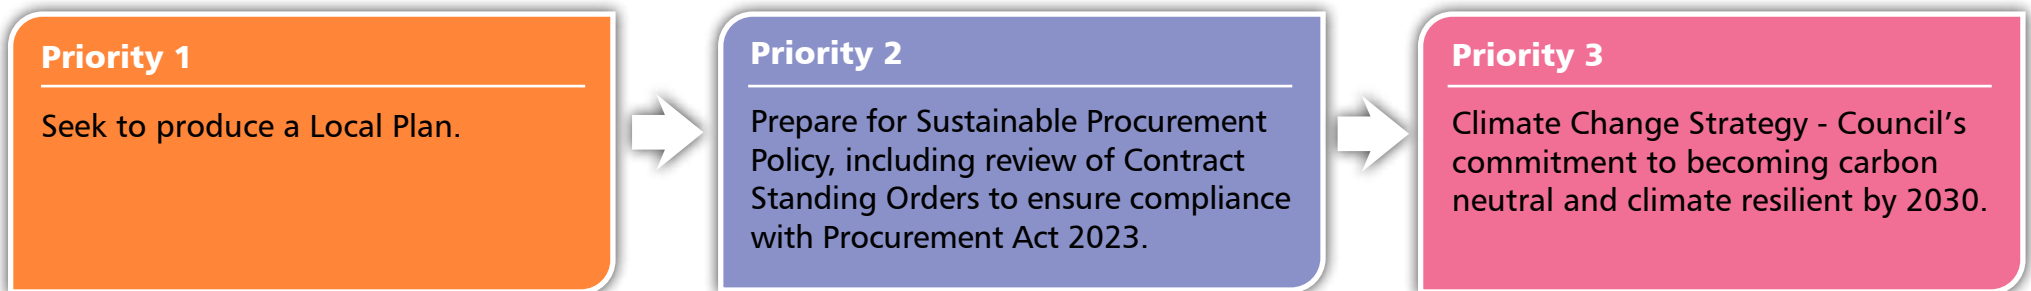 Priority 1
Seek to produce a Local Plan.
Priority 2
Prepare for Sustainable Procurement
Policy, including review of Contract
Standing Orders to ensure compliance
with Procurement Act 2023.
Priority 3
Climate Change Strategy - Council’s
commitment to becoming carbon
neutral and climate resilient by 2030.